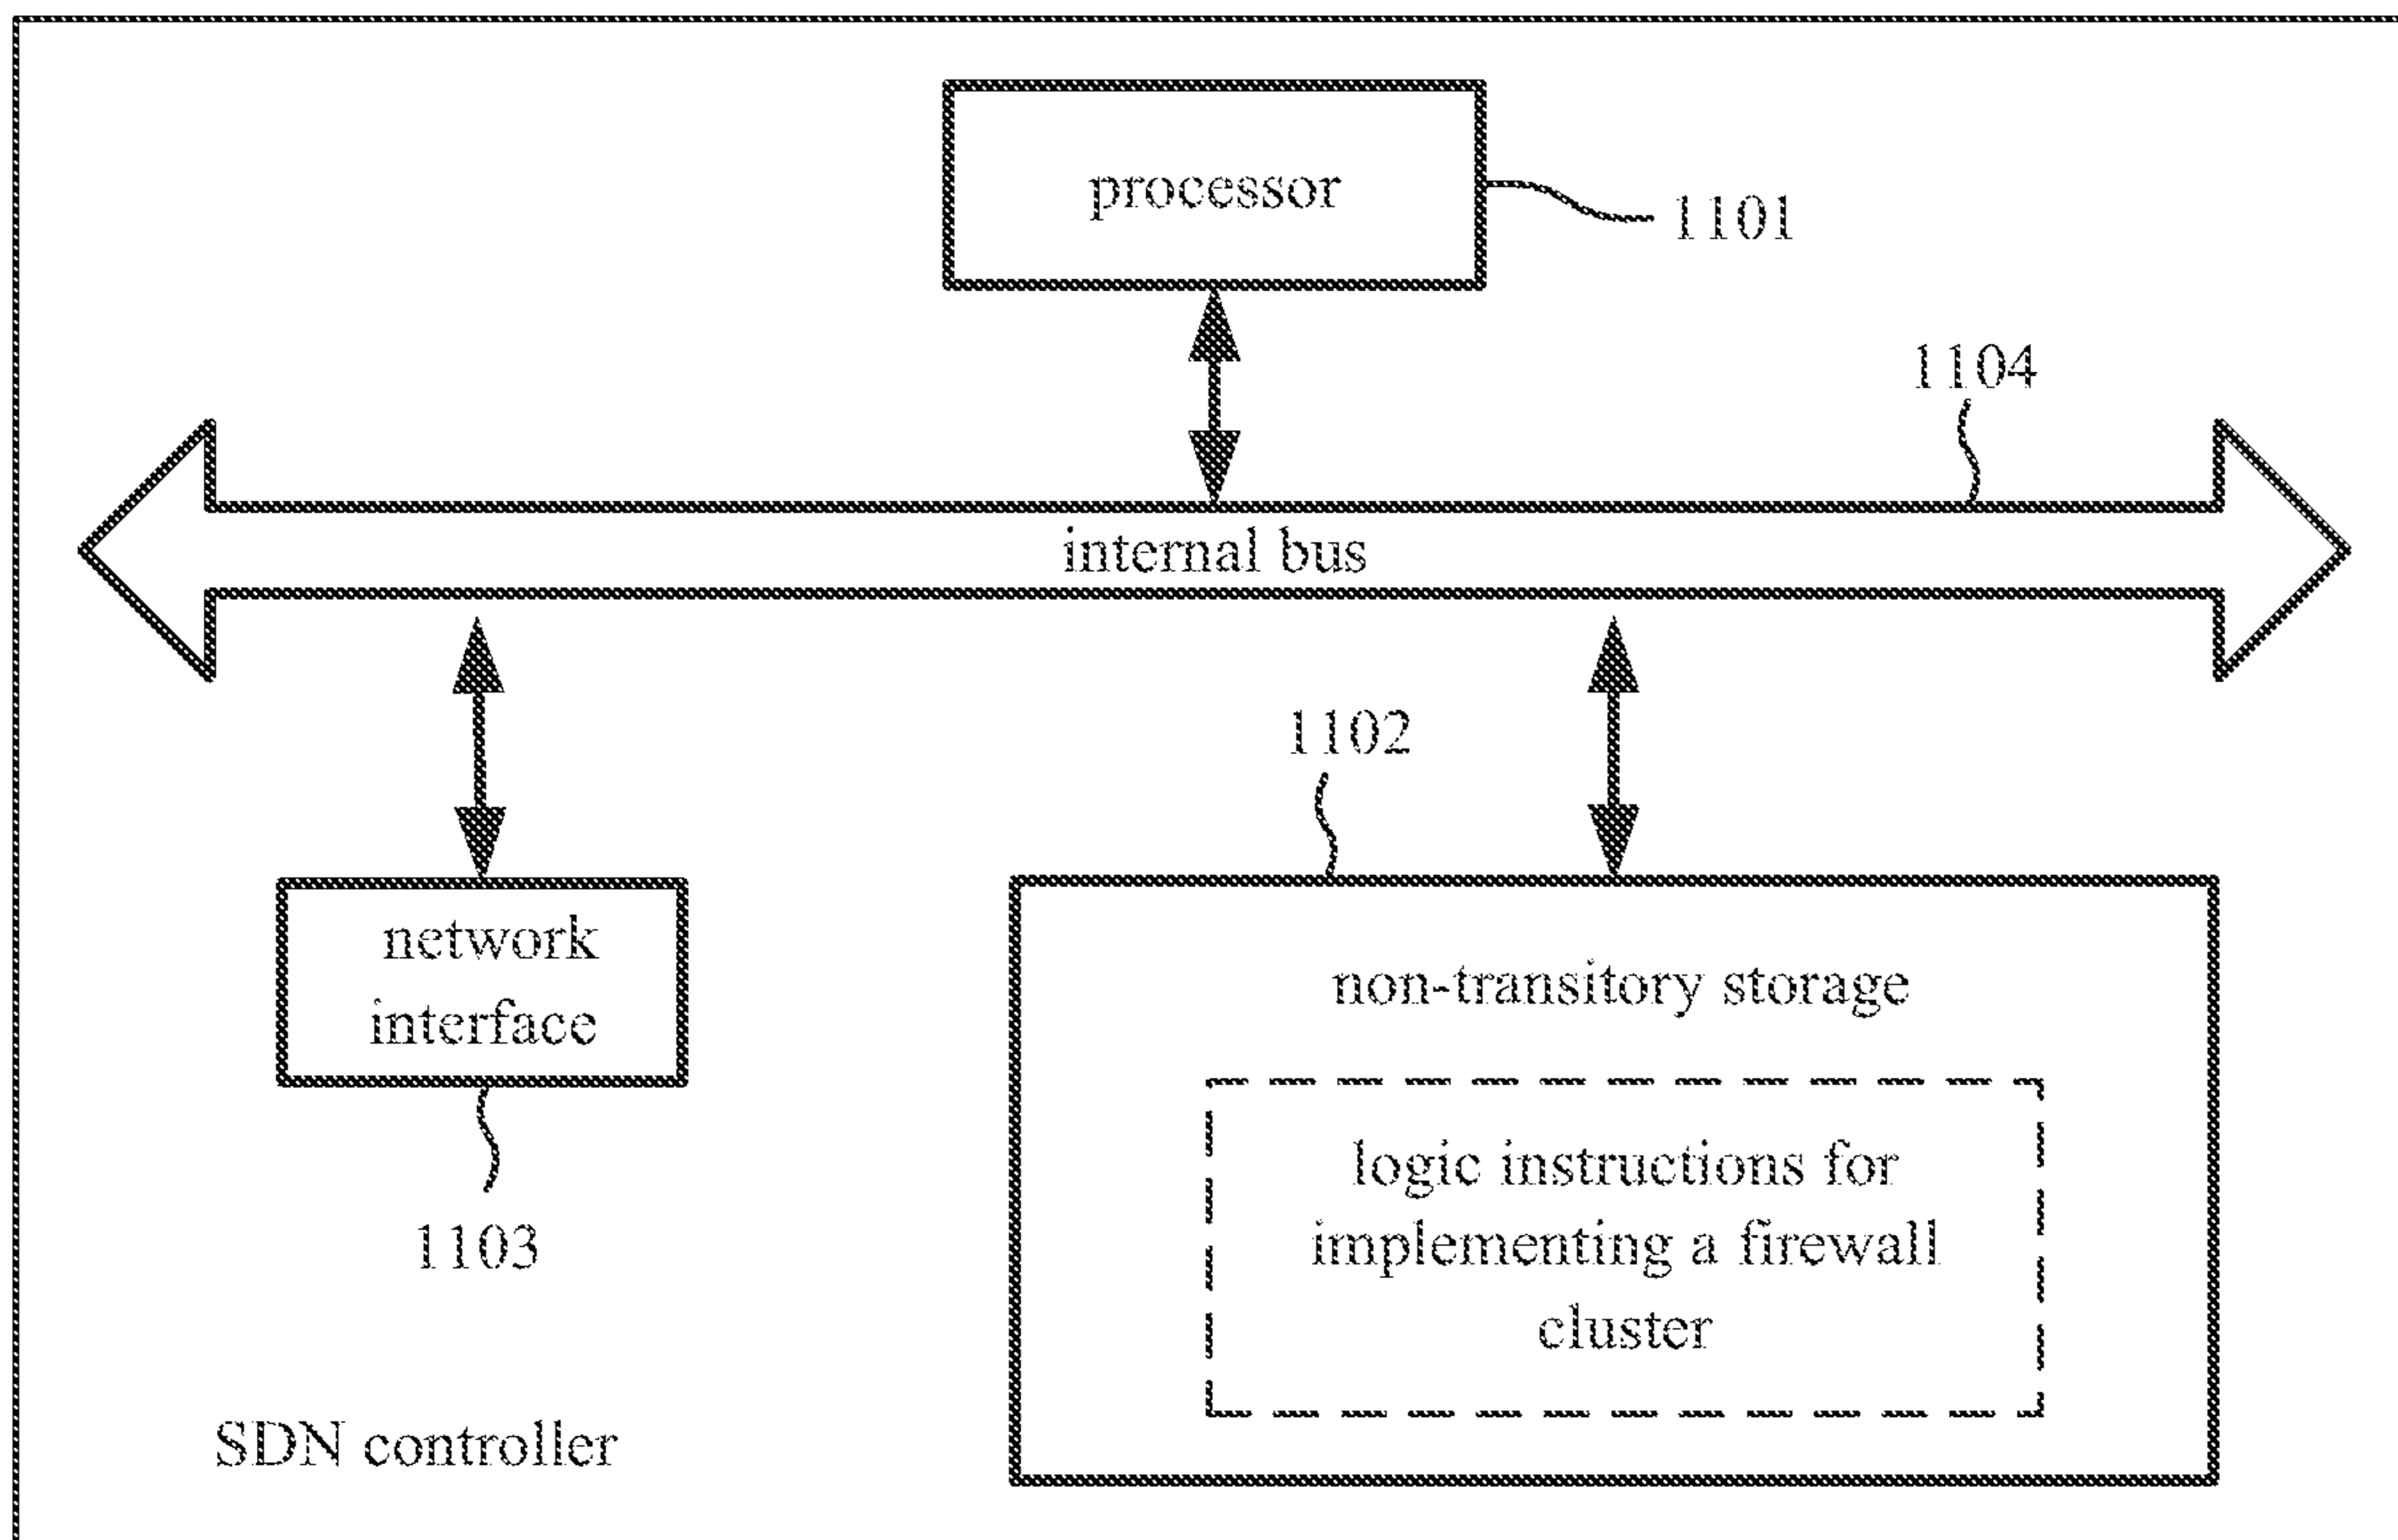 processor
1101
1104
internal bus
1102
network
interface
non-transitory storage
logic instructions for
implementing a firewall
cluster
1103
SDN controller